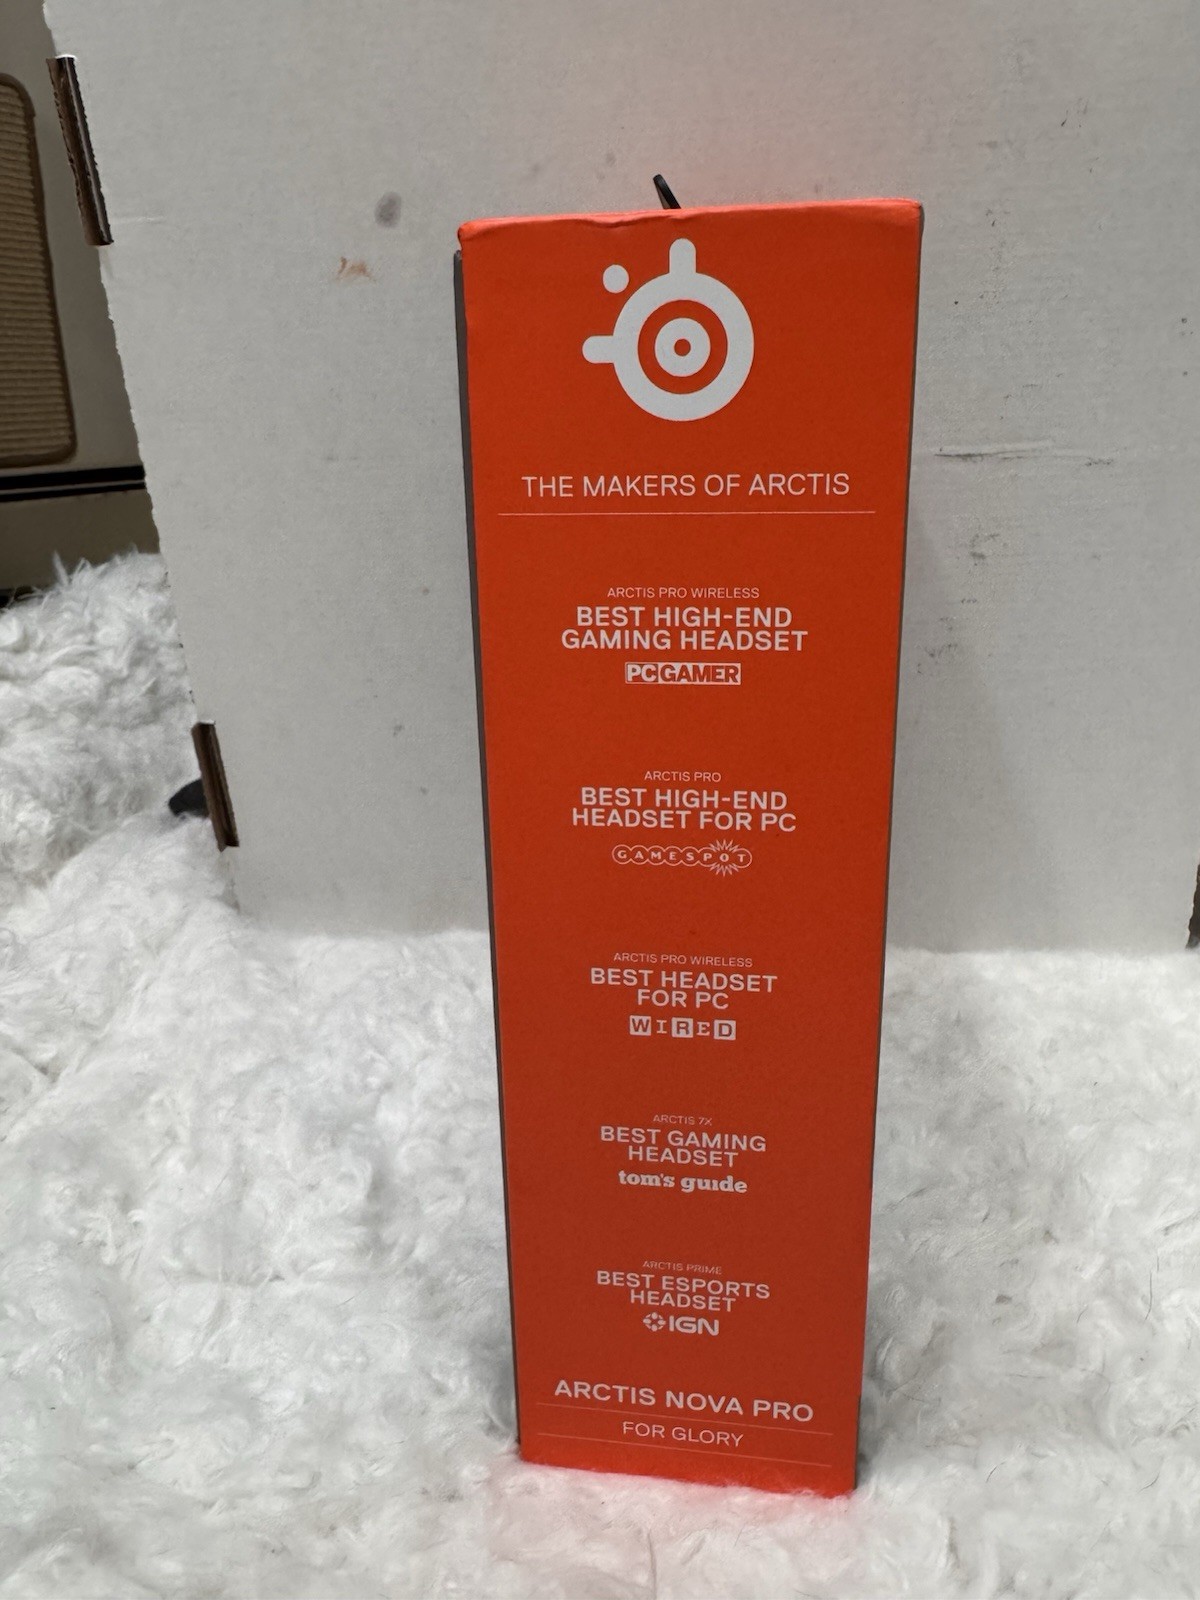 THE MAKERS OF ARCTIS
ARCTIS PRO WIRELESS
BEST HIGH-END
GAMING HEADSET
PCGAMER
ARCTIS PRO
BEST HIGH-END
HEADSET FOR PC
GAMESPOT
ARCTIS PRO WIRELESS
BEST HEADSET
FOR PC
WIRED
ARCTIS 7X
BEST GAMING
HEADSET
tom's guide
ARCTIS PRIME
BEST ESPORTS
HEADSET
IGN
ARCTIS NOVA PRO
FOR GLORY